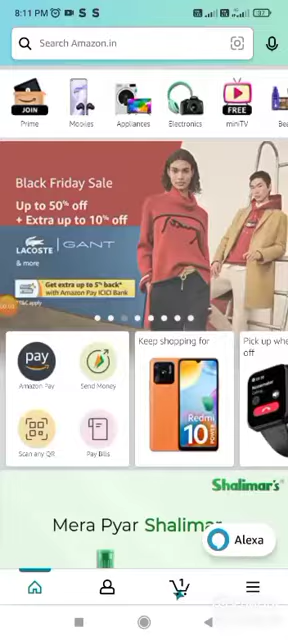 8:11 PM
Search Amazon.in
JOIN
FREE
Prime
Mobiles
Appliances
Electronics
miniTV
Black Friday Sale
Up to 50% off
+ Extra up to 10% off
LACOSTE | GANT
& more
Get extra up to 5% back*
with Amazon Pay ICICI Bank
*T&C apply
pay
Amazon Pay
Send Money
Scan any QR
Pay Bills
Keep shopping for
Redmi
10 POWER
Pick up whe
off
Shalimar's
Mera Pyar Shalimar
Alexa
1